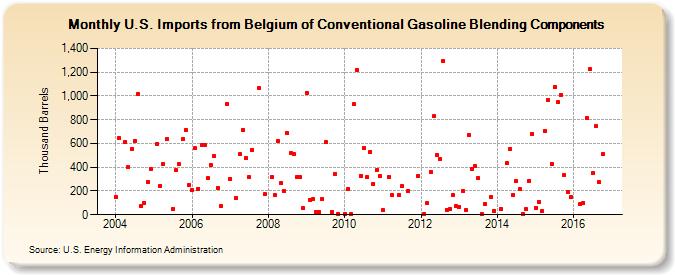 Monthly U.S. Imports from Belgium of Conventional Gasoline Blending Components
Thousand Barrels
1,400
1,200
1,000
800
600
400
200
0
2004 2006 2008 2010 2012 2014 2016
Source: U.S. Energy Information Administration